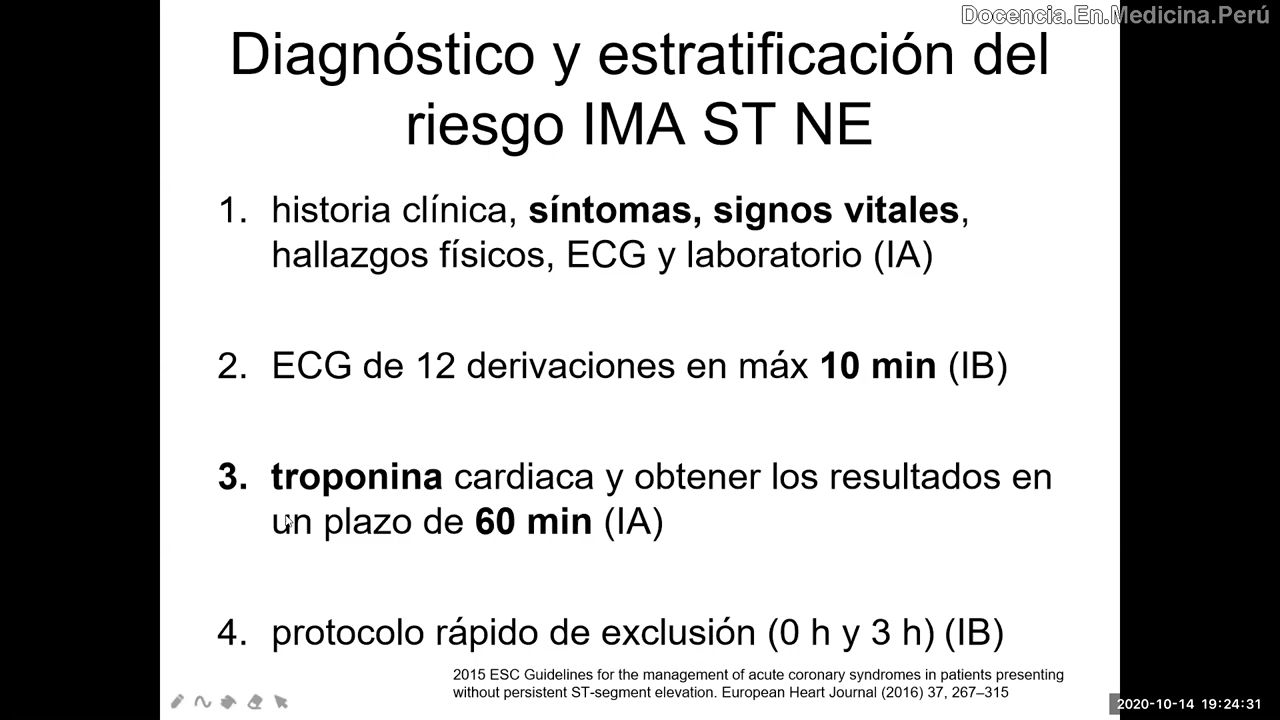 Docencia.En.Medicina.Perú
Diagnóstico y estratificación del
riesgo IMA ST NE
1. historia clínica, síntomas, signos vitales,
hallazgos físicos, ECG y laboratorio (IA)
2. ECG de 12 derivaciones en máx 10 min (IB)
3. troponina cardiaca y obtener los resultados en
un plazo de 60 min (IA)
4. protocolo rápido de exclusión (0 h y 3 h) (IB)
2015 ESC Guidelines for the management of acute coronary syndromes in patients presenting
without persistent ST-segment elevation. European Heart Journal (2016) 37, 267–315
2020-10-14 19:24:31